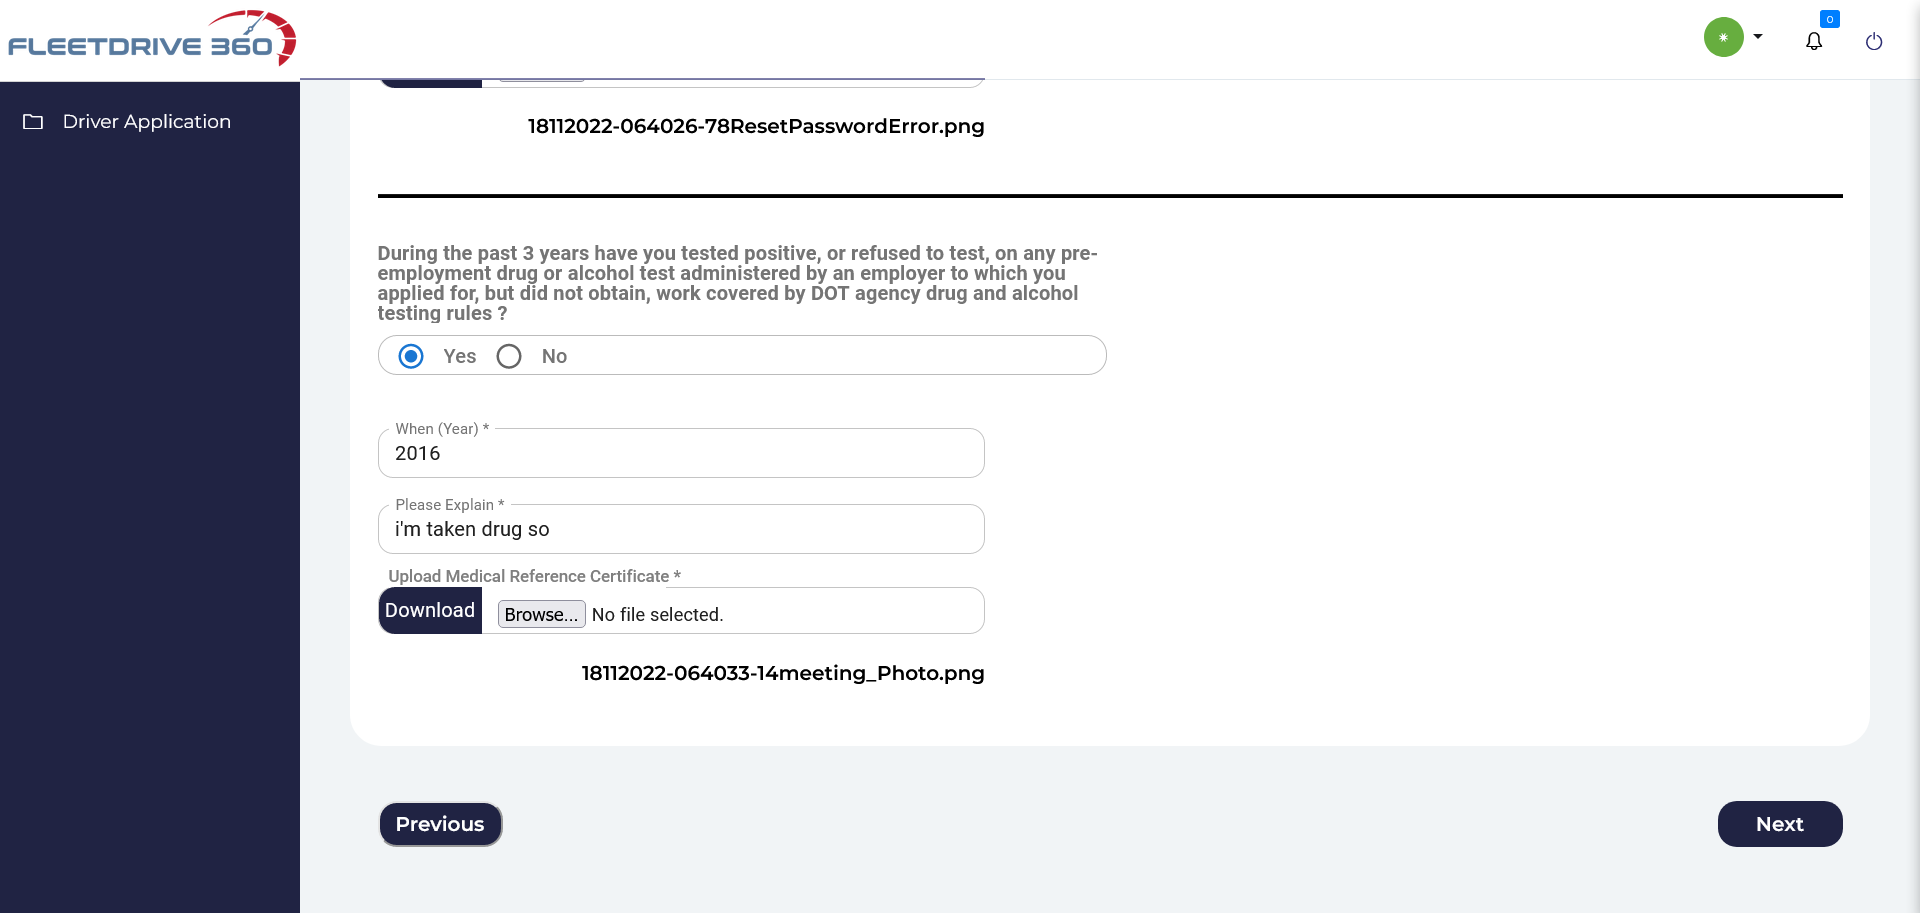 FLEETDRIVE 360
0
Driver Application
18112022-064026-78ResetPasswordError.png
During the past 3 years have you tested positive, or refused to test, on any pre-
employment drug or alcohol test administered by an employer to which you
applied for, but did not obtain, work covered by DOT agency drug and alcohol
testing rules ?
Yes No
When (Year) *
2016
Please Explain *
i'm taken drug so
Upload Medical Reference Certificate *
Download Browse... No file selected.
18112022-064033-14meeting_Photo.png
Previous Next